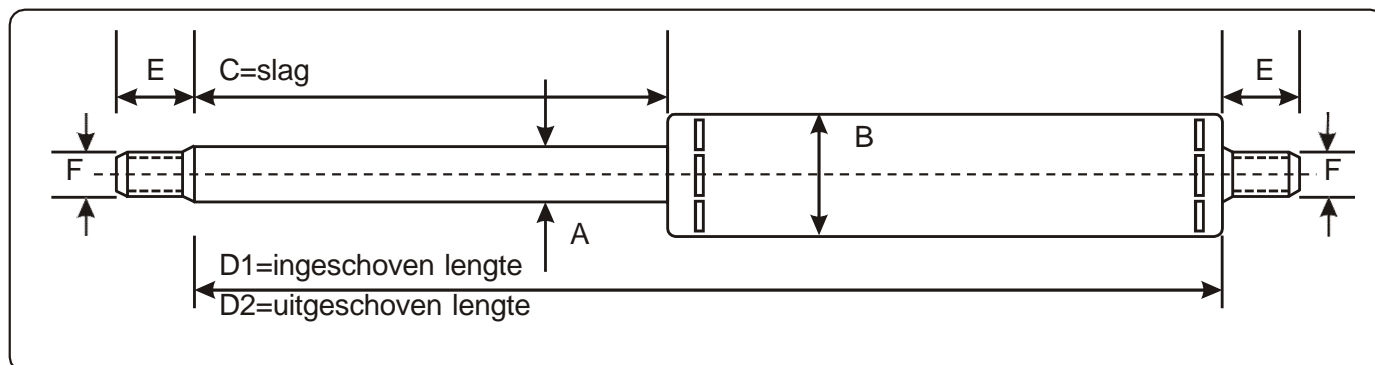 E
C=slag
E
B
F
F
A
D1=ingeschoven lengte
D2=uitgeschoven lengte